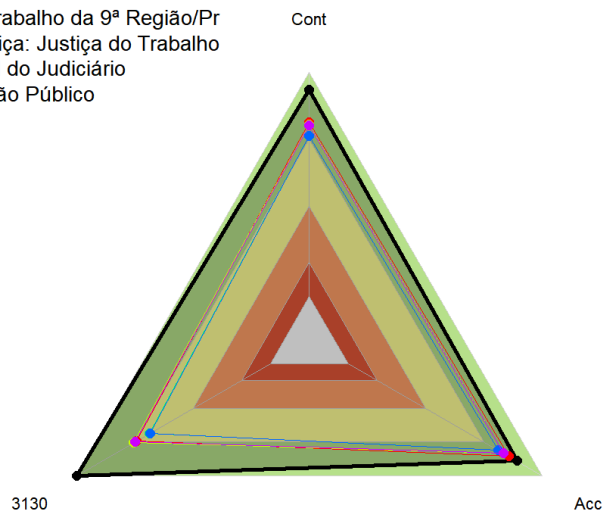 rabalho da 9ª Região/Pr
iça: Justiça do Trabalho
do Judiciário
ão Público
Cont
3130
Acc